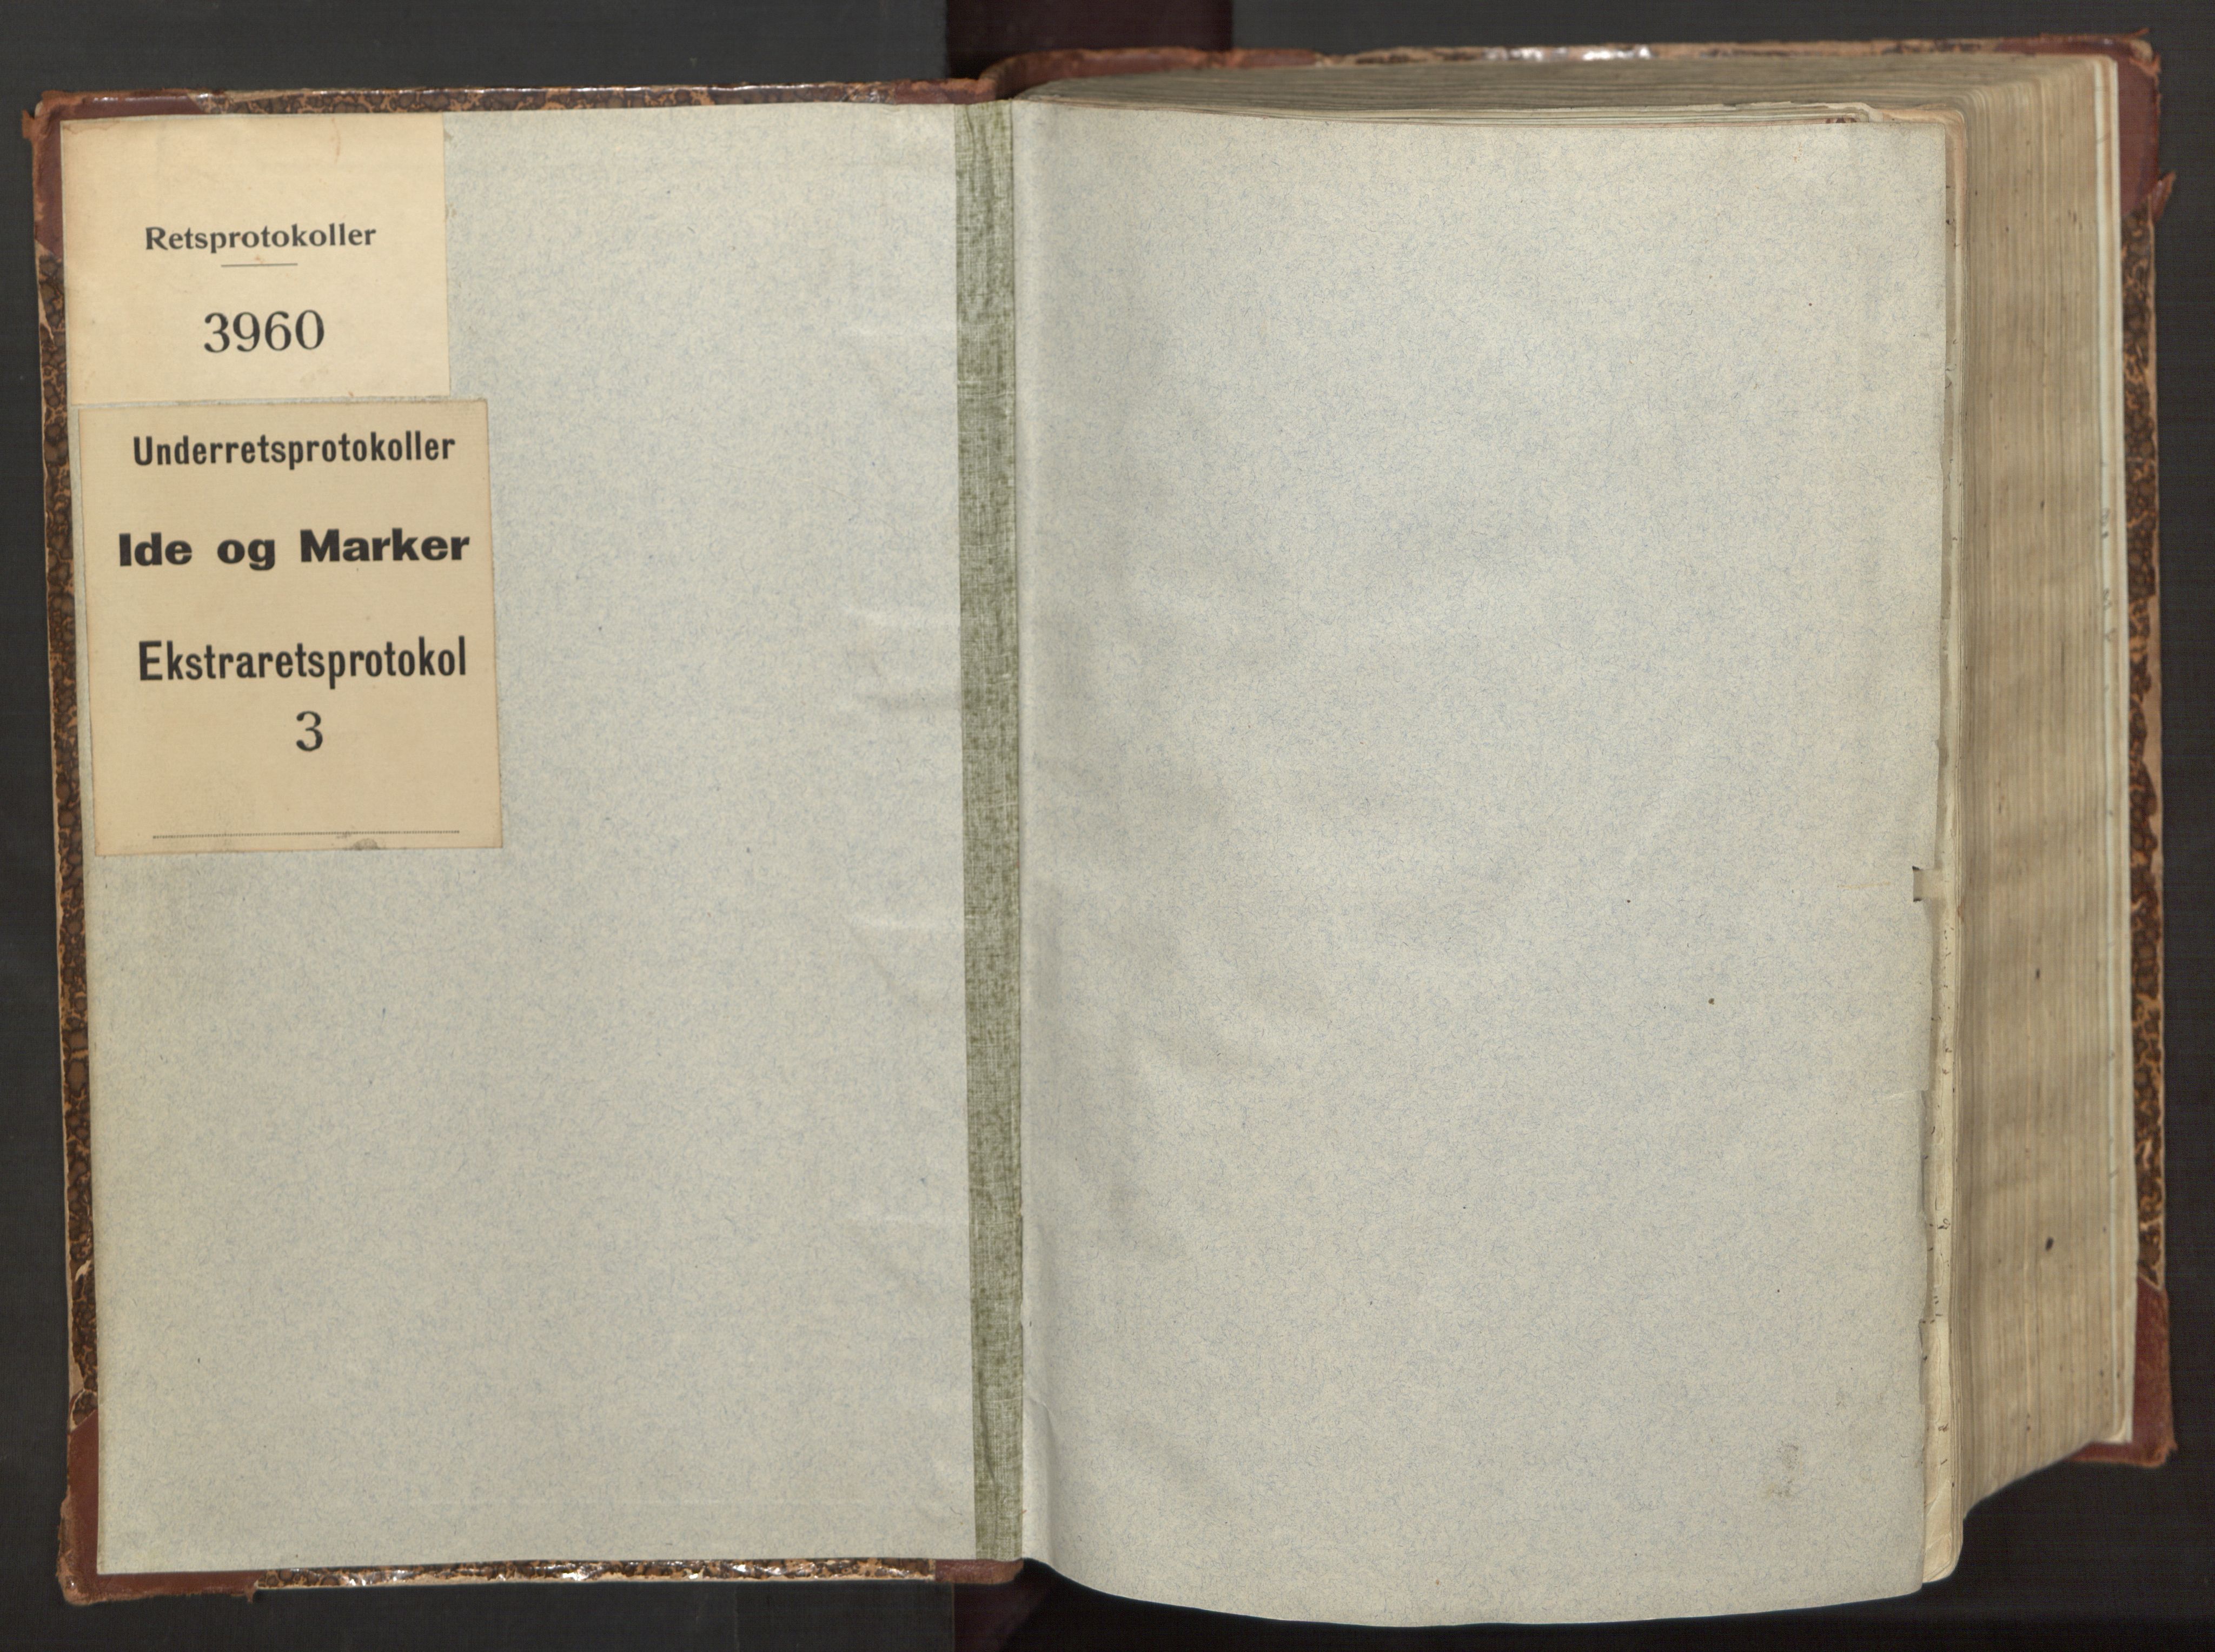 Retsprotokoller
3960
Underretsprotokoller
Ide og Marker
Ekstraretsprotokol
3